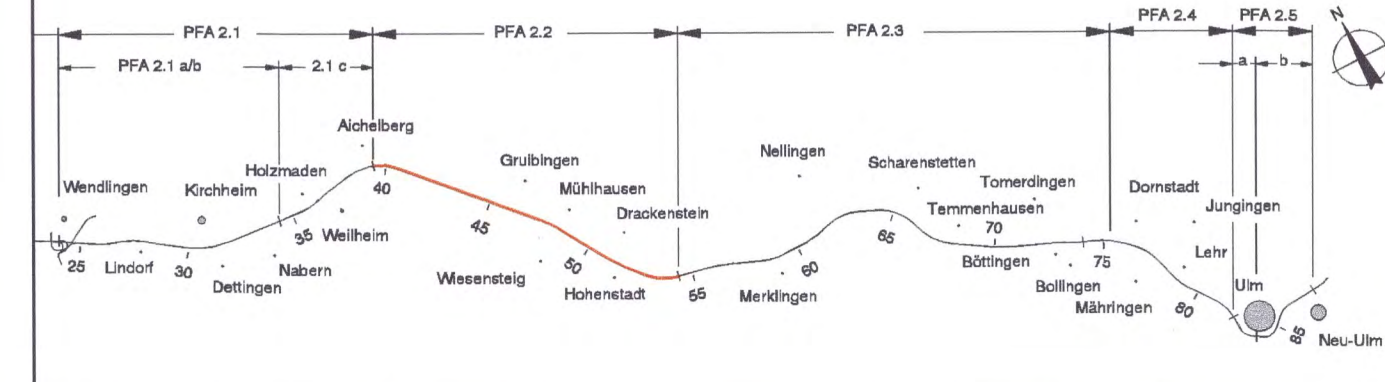 PFA 2.1
PFA 2.2
PFA 2.3
PFA 2.4
PFA 2.5
N
PFA 2.1 a/b
2.1 c
a
b
Aichelberg
Wendlingen
Kirchheim
Holzmaden
40
Gruibingen
Mühlhausen
Drackenstein
Nellingen
Scharenstetten
Tomerdingen
Temmenhausen
70
Dornstadt
Jungingen
25
Lindorf
30
Dettingen
Nabern
35
Weilheim
45
Wiesensteig
50
Hohenstadt
55
Merklingen
60
65
Böttingen
Bollingen
75
Mähringen
Lehr
80
Ulm
85
Neu-Ulm